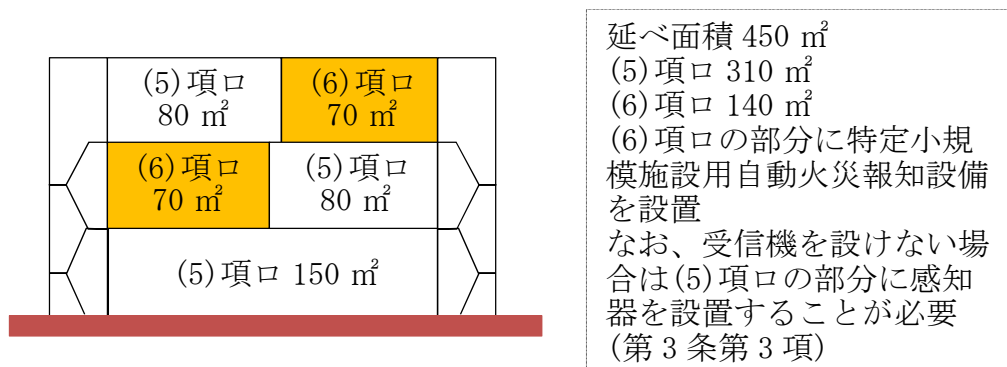 (5)項ロ
80 ㎡
(6)項ロ
70 ㎡
(6)項ロ
70 ㎡
(5)項ロ
80 ㎡
(5)項ロ 150 ㎡
延べ面積 450 ㎡
(5)項ロ 310 ㎡
(6)項ロ 140 ㎡
(6)項ロの部分に特定小規
模施設用自動火災報知設備
を設置
なお、受信機を設けない場
合は(5)項ロの部分に感知
器を設置することが必要
(第 3 条第 3 項)